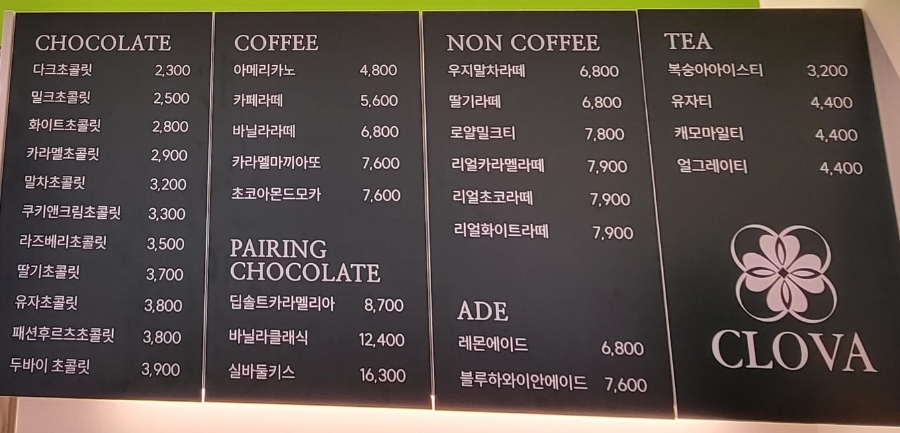 CHOCOLATE
다크초콜릿 2,300
밀크초콜릿 2,500
화이트초콜릿 2,800
카라멜초콜릿 2,900
말차초콜릿 3,200
쿠키앤크림초콜릿 3,300
라즈베리초콜릿 3,500
딸기초콜릿 3,700
유자초콜릿 3,800
패션후르츠초콜릿 3,800
두바이 초콜릿 3,900
COFFEE
아메리카노 4,800
카페라떼 5,600
바닐라라떼 6,800
카라멜마끼아또 7,600
초코아몬드모카 7,600
PAIRING
CHOCOLATE
딥솔트카라멜리아 8,700
바닐라클래식 12,400
실바둘키스 16,300
NON COFFEE
우지말차라떼 6,800
딸기라떼 6,800
로얄밀크티 7,800
리얼카라멜라떼 7,900
리얼초코라떼 7,900
리얼화이트라떼 7,900
ADE
레몬에이드 6,800
블루하와이안에이드 7,600
TEA
복숭아아이스티 3,200
유자티 4,400
캐모마일티 4,400
얼그레이티 4,400
CLOVA